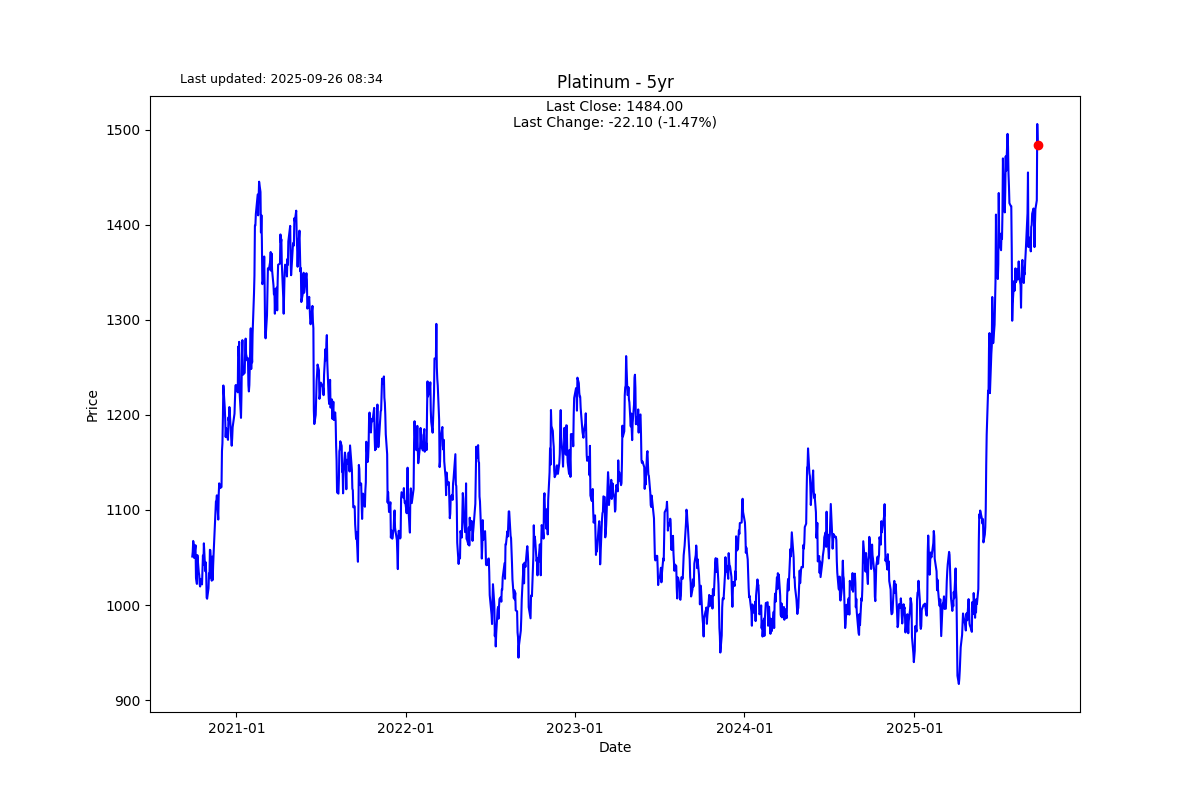 Last updated: 2025-09-26 08:34
Platinum - 5yr
Last Close: 1484.00
Last Change: -22.10 (-1.47%)
1500
1400
1300
1200
1100
1000
900
Price
2021-01 2022-01 2023-01 2024-01 2025-01
Date